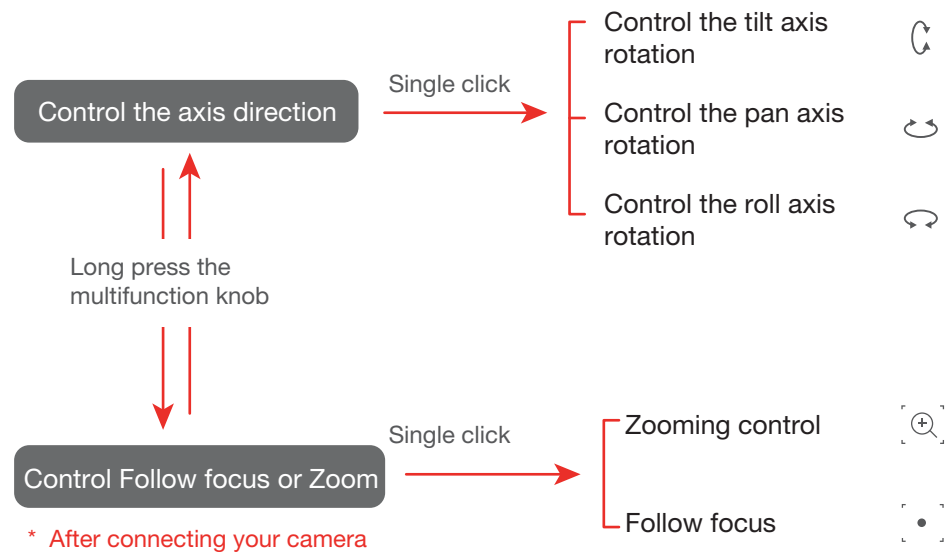 Control the tilt axis
rotation
Single click
Control the axis direction
Control the pan axis
rotation
Control the roll axis
rotation
Long press the
multifunction knob
Zooming control
Single click
Control Follow focus or Zoom
Follow focus
* After connecting your camera